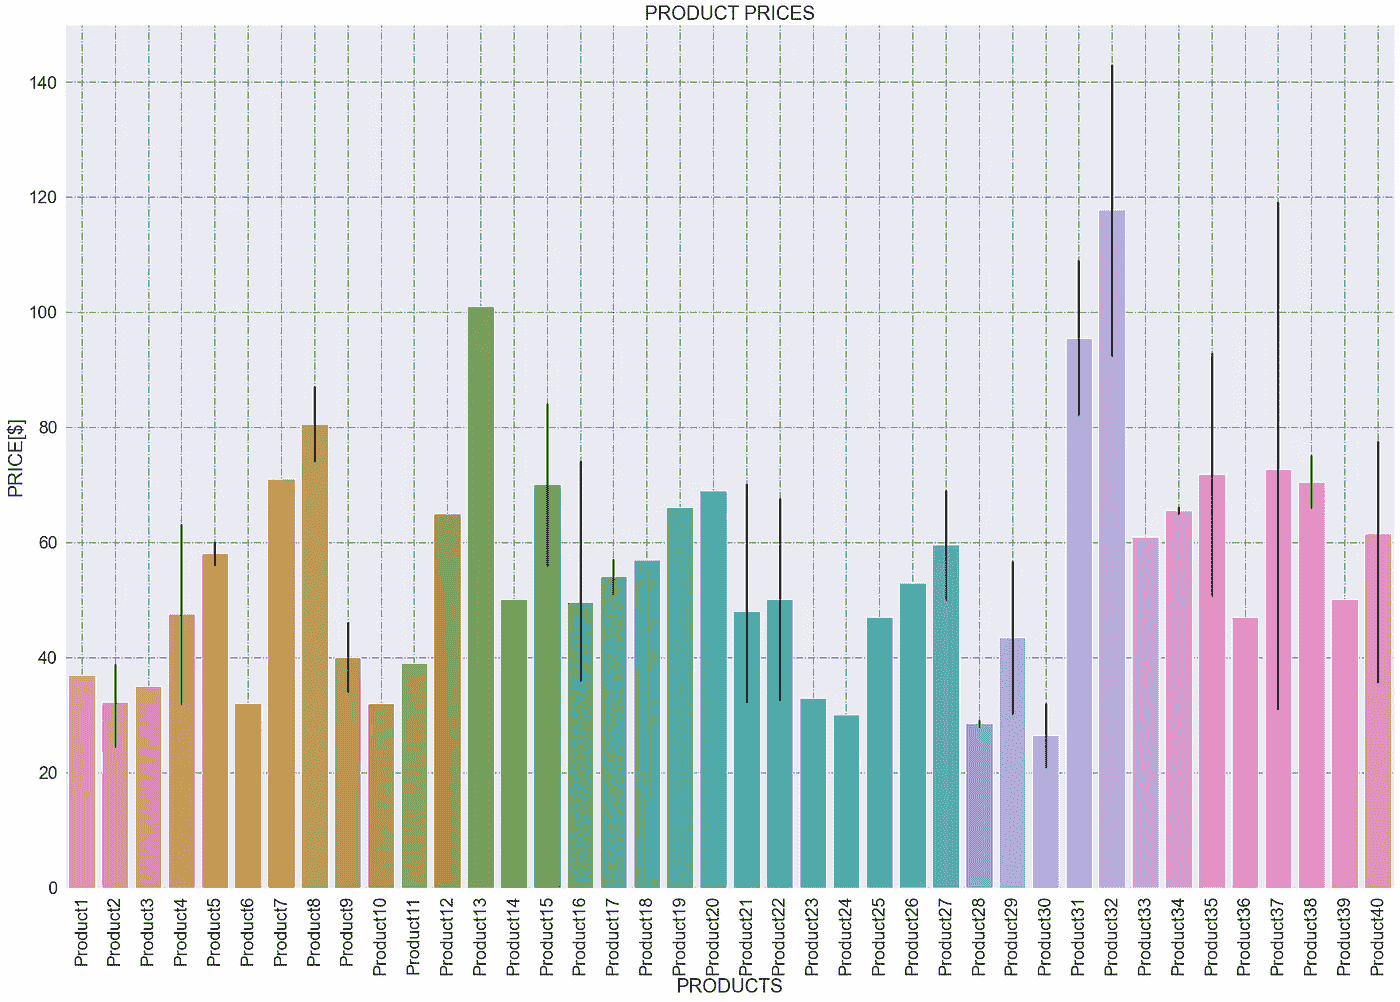 PRODUCT PRICES
PRICE[$]
140
120
100
80
60
40
20
0
Product1
Product2
Product3
Product4
Product5
Product6
Product7
Product8
Product9
Product10
Product11
Product12
Product13
Product14
Product15
Product16
Product17
Product18
Product19
Product20
Product21
Product22
Product23
Product24
Product25
Product26
Product27
Product28
Product29
Product30
Product31
Product32
Product33
Product34
Product35
Product36
Product37
Product38
Product39
Product40
PRODUCTS